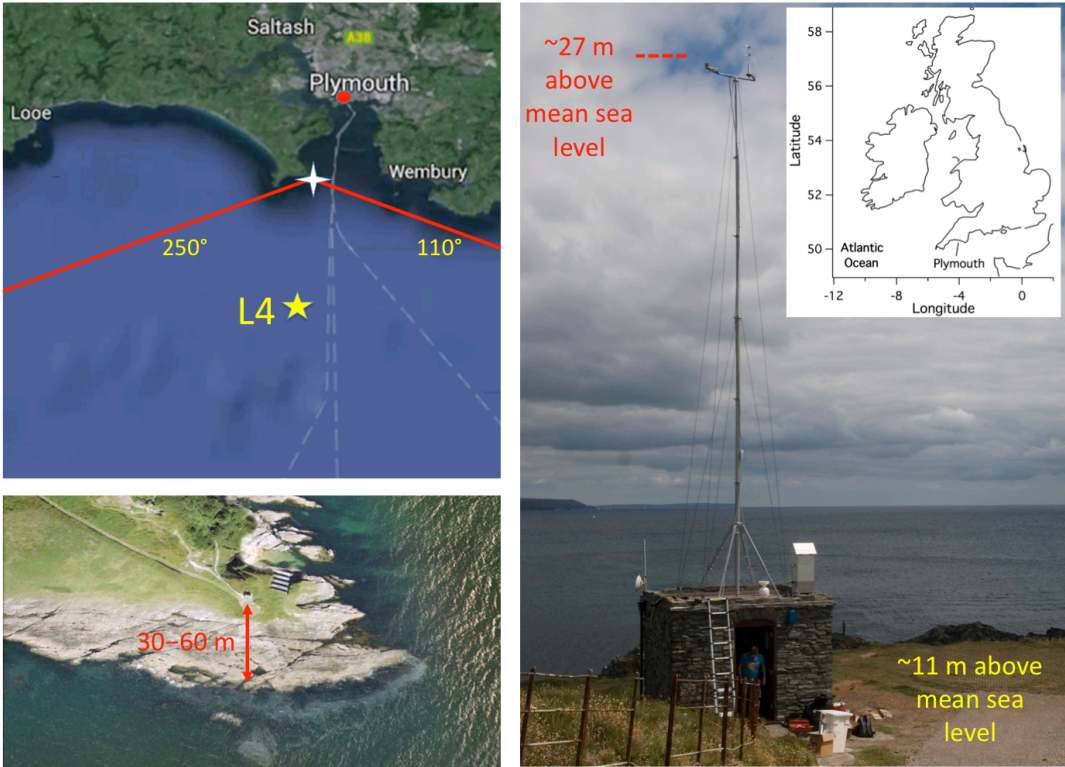 Saltash
A38
Plymouth
Looe
Wembury
250°
110°
L4
30–60 m
~27 m
above
mean sea
level
58
56
54
52
50
Latitude
Atlantic
Ocean
Plymouth
-12
-8
-4
0
Longitude
~11 m above
mean sea
level